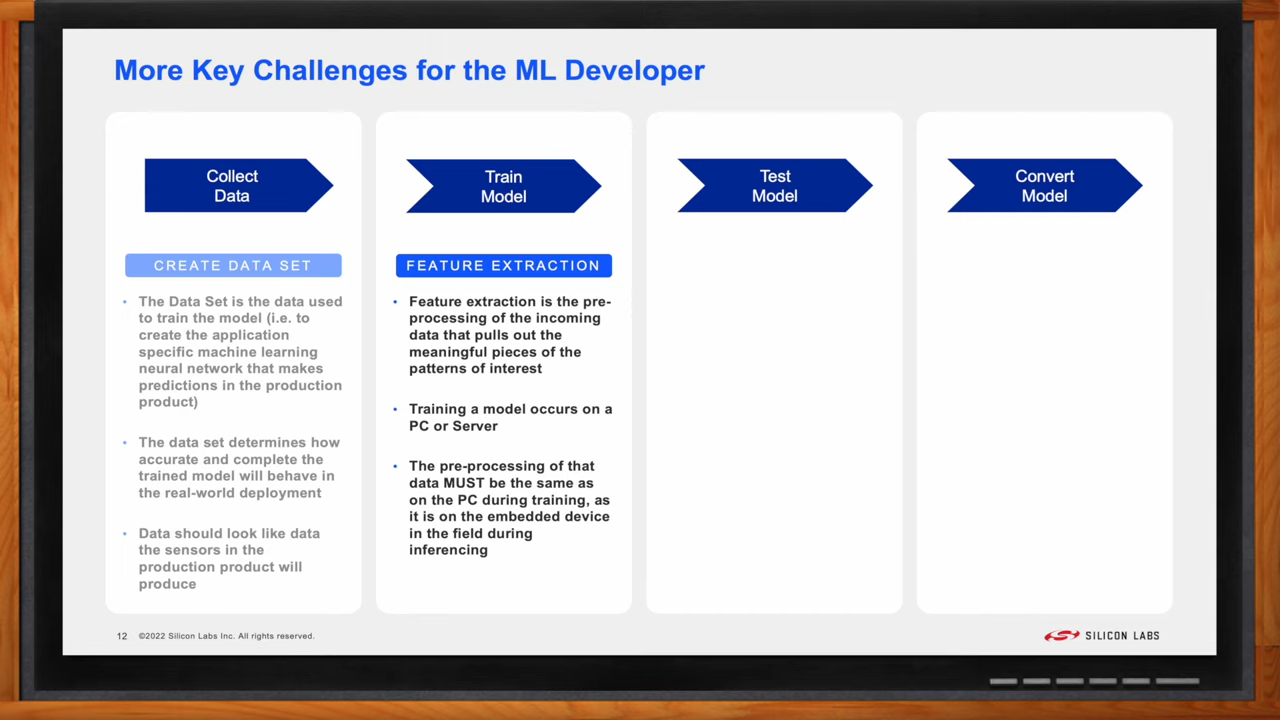 More Key Challenges for the ML Developer
Collect
Data
CREATE DATA SET
• The Data Set is the data used
to train the model (i.e. to
create the application
specific machine learning
neural network that makes
predictions in the production
product)
• The data set determines how
accurate and complete the
trained model will behave in
the real-world deployment
• Data should look like data
the sensors in the
production product will
produce
Train
Model
FEATURE EXTRACTION
• Feature extraction is the pre-
processing of the incoming
data that pulls out the
meaningful pieces of the
patterns of interest
• Training a model occurs on a
PC or Server
• The pre-processing of that
data MUST be the same as
on the PC during training, as
it is on the embedded device
in the field during
inferencing
Test
Model
Convert
Model
12 ©2022 Silicon Labs Inc. All rights reserved.
SILICON LABS